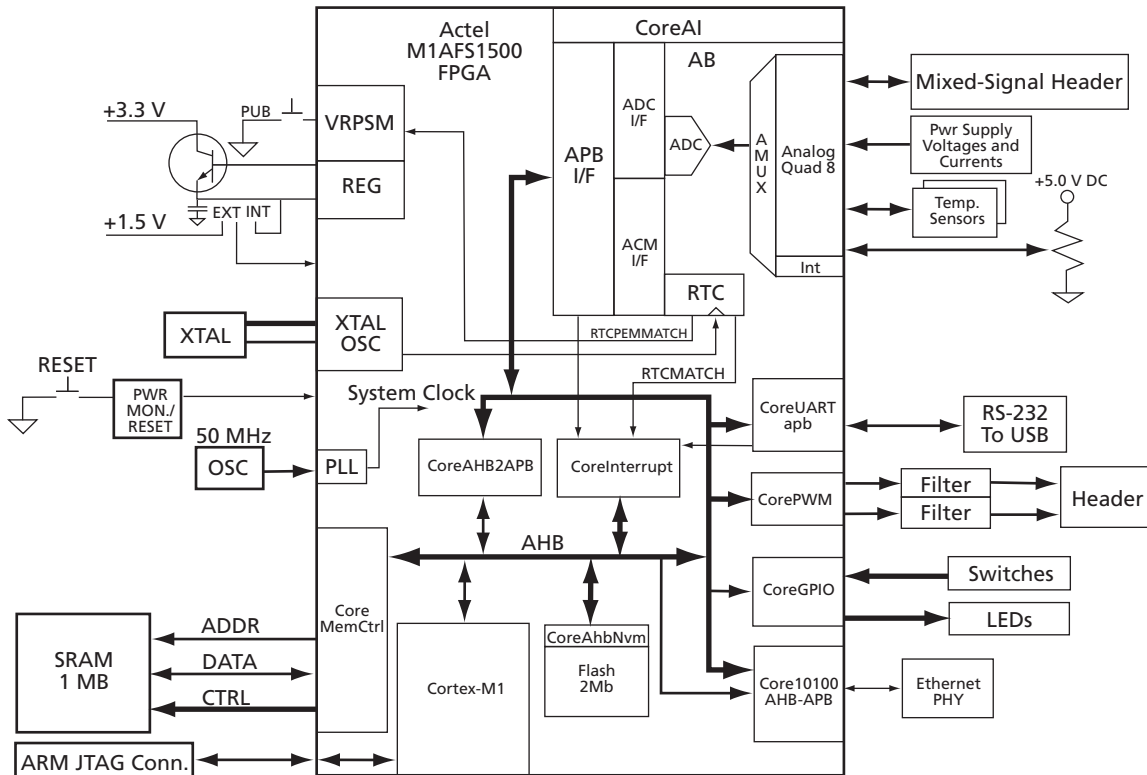 Actel
M1AFS1500
FPGA
CoreAI
AB
+3.3 V
PUB
VRPSM
REG
EXT INT
+1.5 V
APB
I/F
ADC
I/F
ADC
ACM
I/F
RTC
AMUX
Analog
Quad 8
Int
Mixed-Signal Header
Pwr Supply
Voltages and
Currents
Temp.
Sensors
+5.0 V DC
XTAL
XTAL
OSC
RTCPEMMATCH
RTCMATCH
RESET
PWR
MON./
RESET
System Clock
50 MHz
OSC
PLL
CoreAHB2APB
CoreInterrupt
CoreUART
apb
RS-232
To USB
CorePWM
Filter
Filter
Header
AHB
CoreGPIO
Switches
LEDs
Core
MemCtrl
SRAM
1 MB
ADDR
DATA
CTRL
Cortex-M1
CoreAhbNvm
Flash
2Mb
Core10100
AHB-APB
Ethernet
PHY
ARM JTAG Conn.